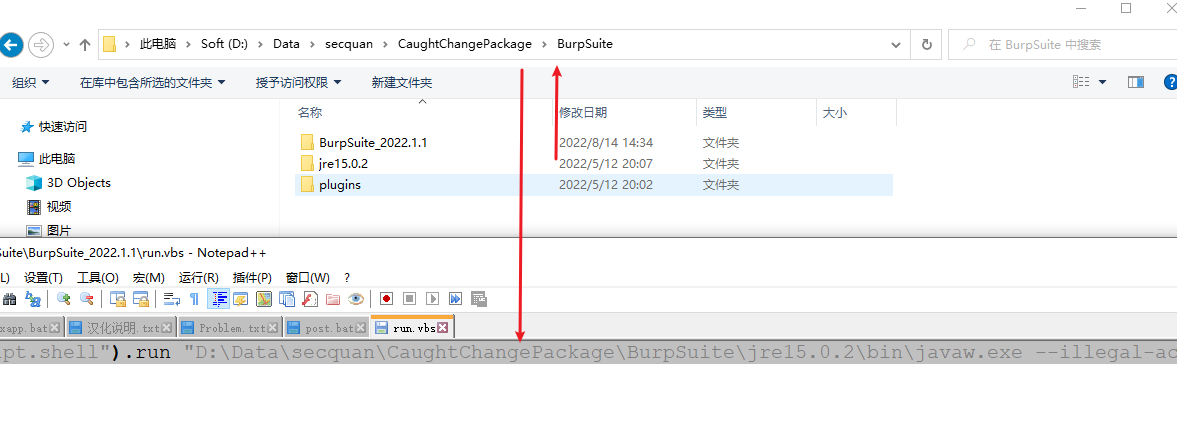 此电脑 › Soft (D:) › Data › secquan › CaughtChangePackage › BurpSuite
在 BurpSuite 中搜索
组织 在库中包含所选的文件夹 授予访问权限 新建文件夹
名称 修改日期 类型 大小
快速访问
此电脑
3D Objects
视频
图片
BurpSuite_2022.1.1 2022/8/14 14:34 文件夹
jre15.0.2 2022/5/12 20:07 文件夹
plugins 2022/5/12 20:02 文件夹
Suite\BurpSuite_2022.1.1\run.vbs - Notepad++
L) 设置(T) 工具(O) 宏(M) 运行(R) 插件(P) 窗口(W) ?
xapp.bat 汉化说明.txt Problem.txt post.bat run.vbs
ipt.shell").run "D:\Data\secquan\CaughtChangePackage\BurpSuite\jre15.0.2\bin\javaw.exe --illegal-ac